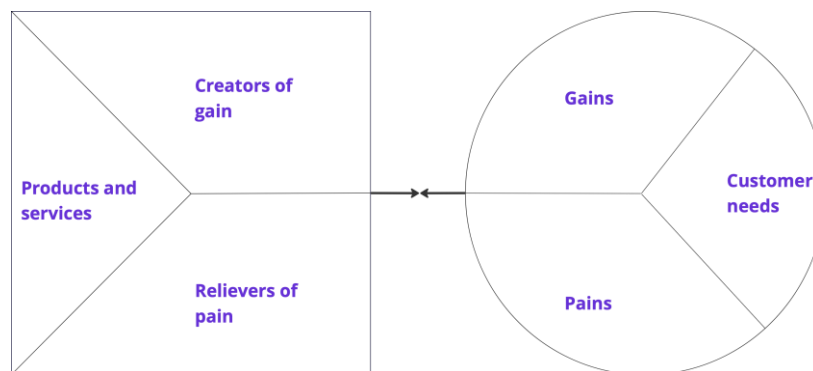 Creators of
gain
Products and
services
Relievers of
pain
Gains
Customer
needs
Pains